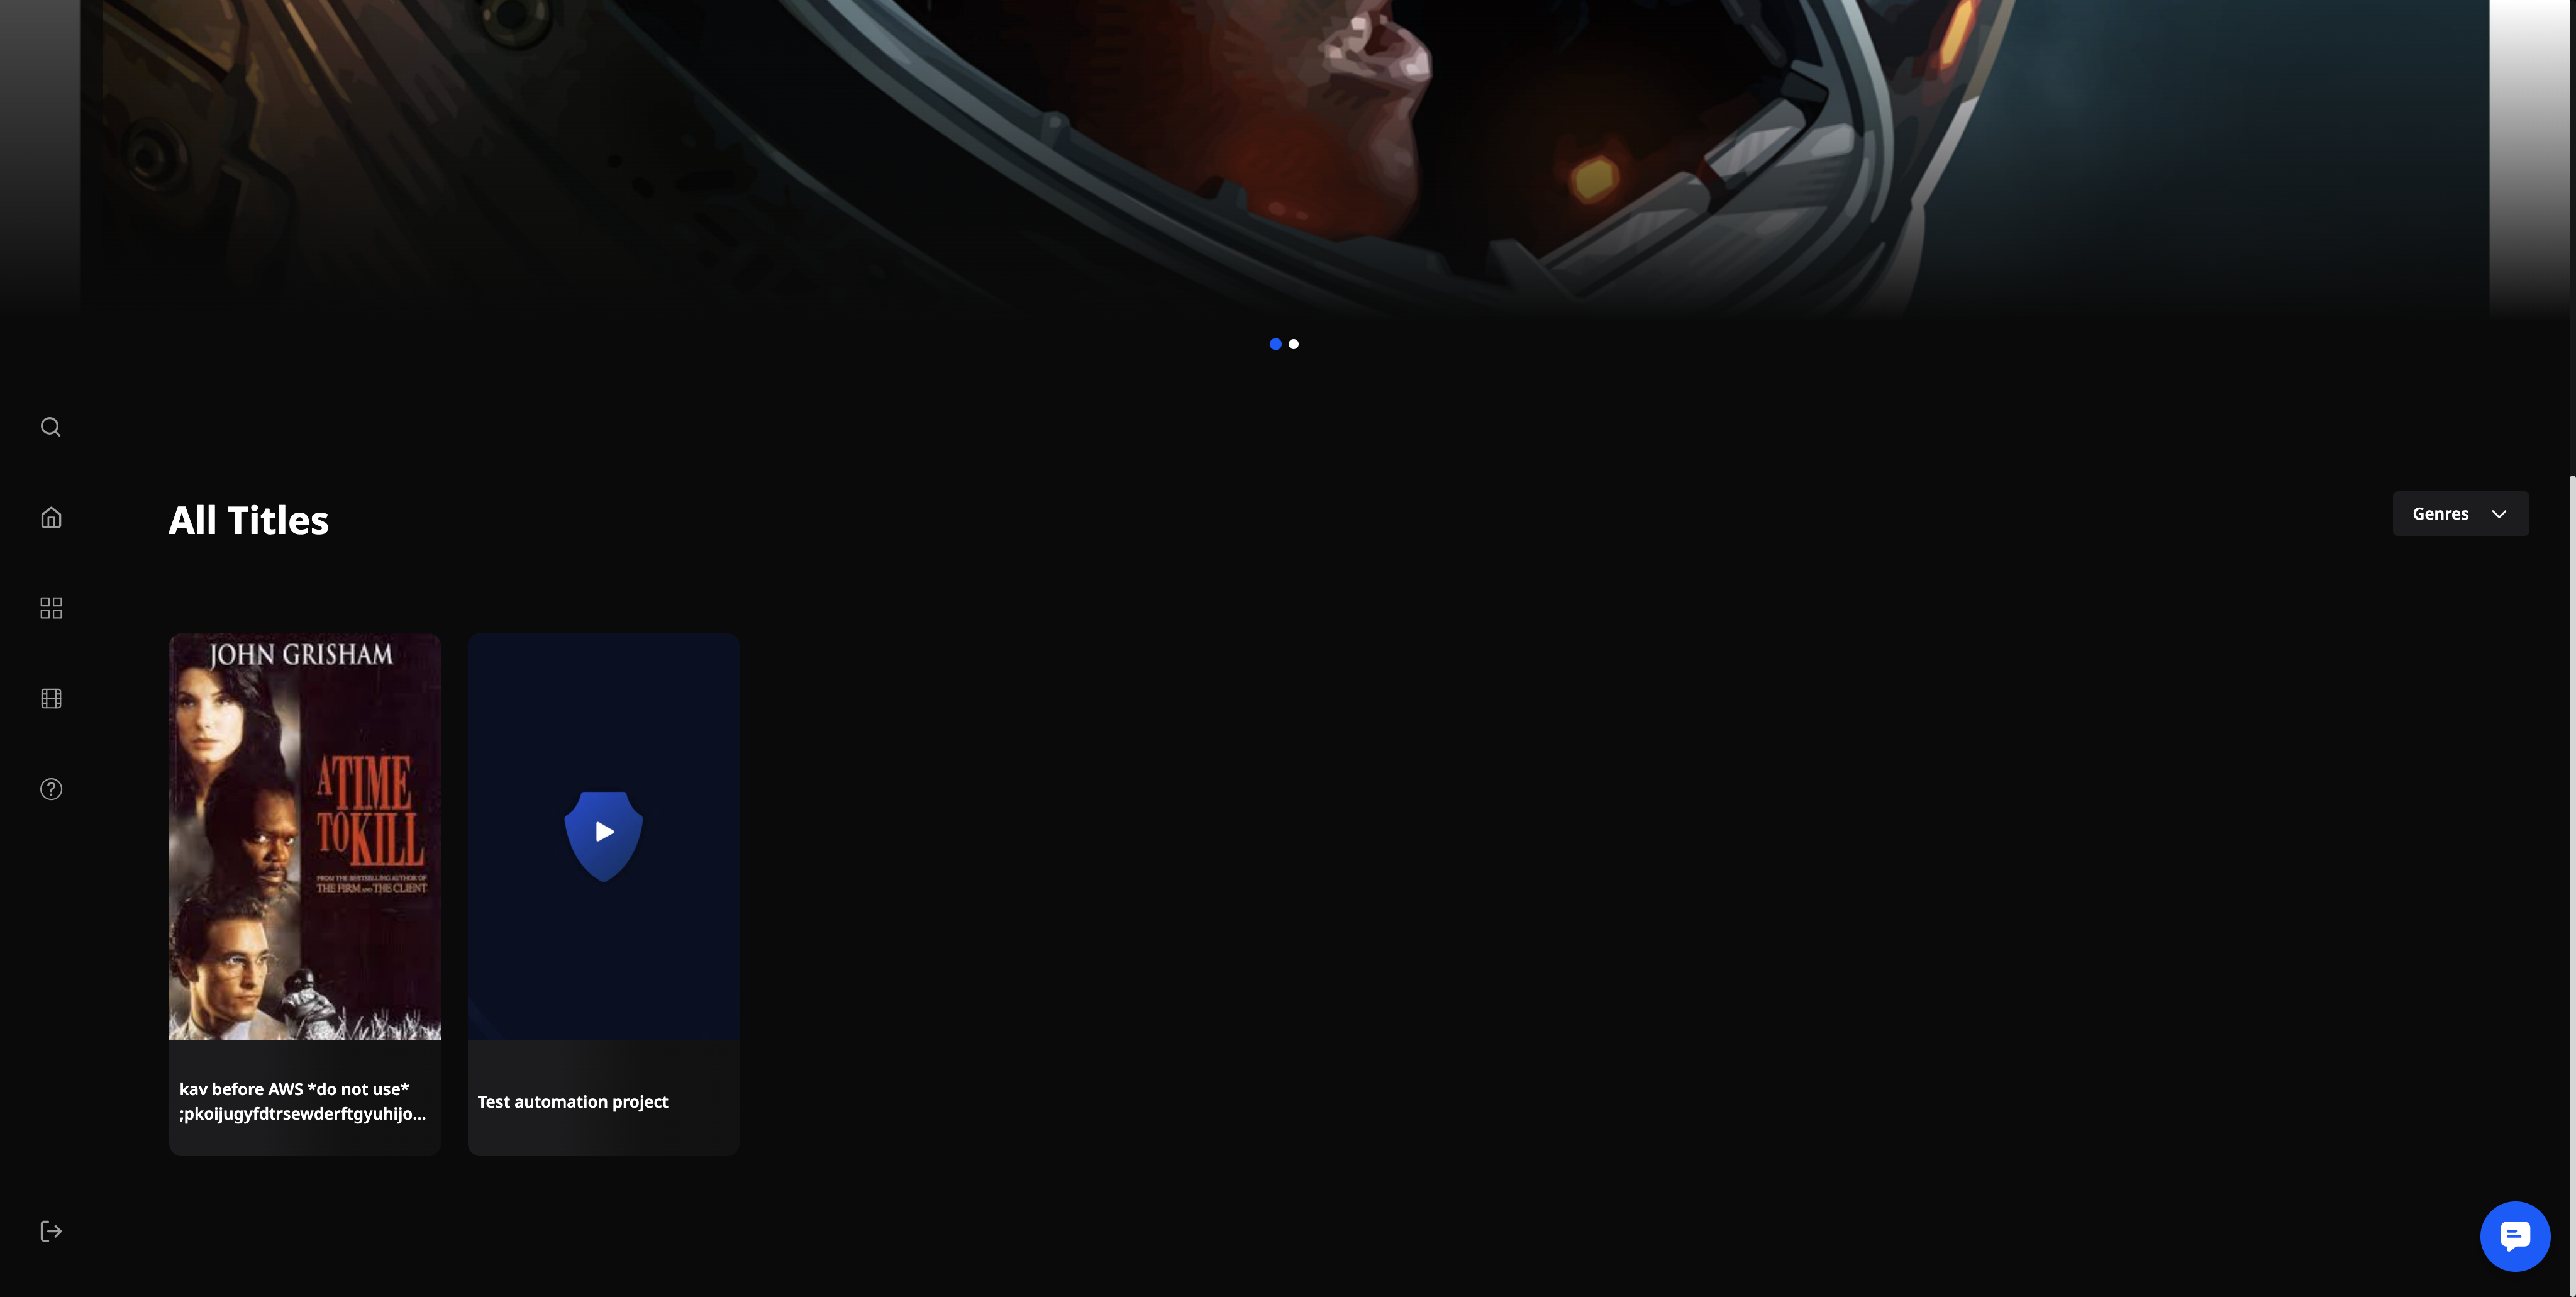 All Titles
Genres
JOHN GRISHAM
A TIME
TO KILL
FROM THE BESTSELLING AUTHOR OF
THE FIRM AND THE CLIENT
kav before AWS *do not use*
;pkoijugyfdtrsewderftgyuhijo...
Test automation project